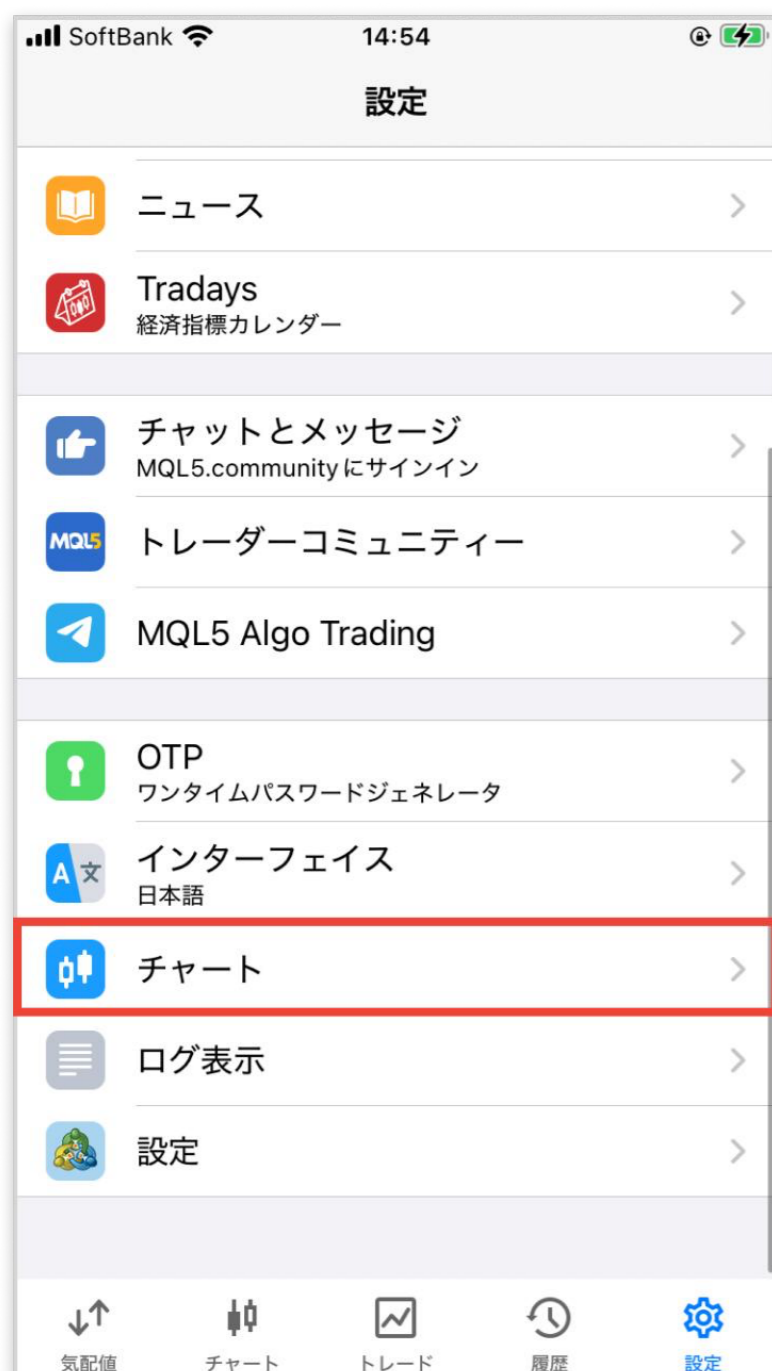 SoftBank 14:54
設定
ニュース
Tradays
経済指標カレンダー
チャットとメッセージ
MQL5.communityにサインイン
MQL5
トレーダーコミュニティー
MQL5 Algo Trading
OTP
ワンタイムパスワードジェネレータ
A文
インターフェイス
日本語
チャート
ログ表示
設定
気配値 チャート トレード 履歴 設定